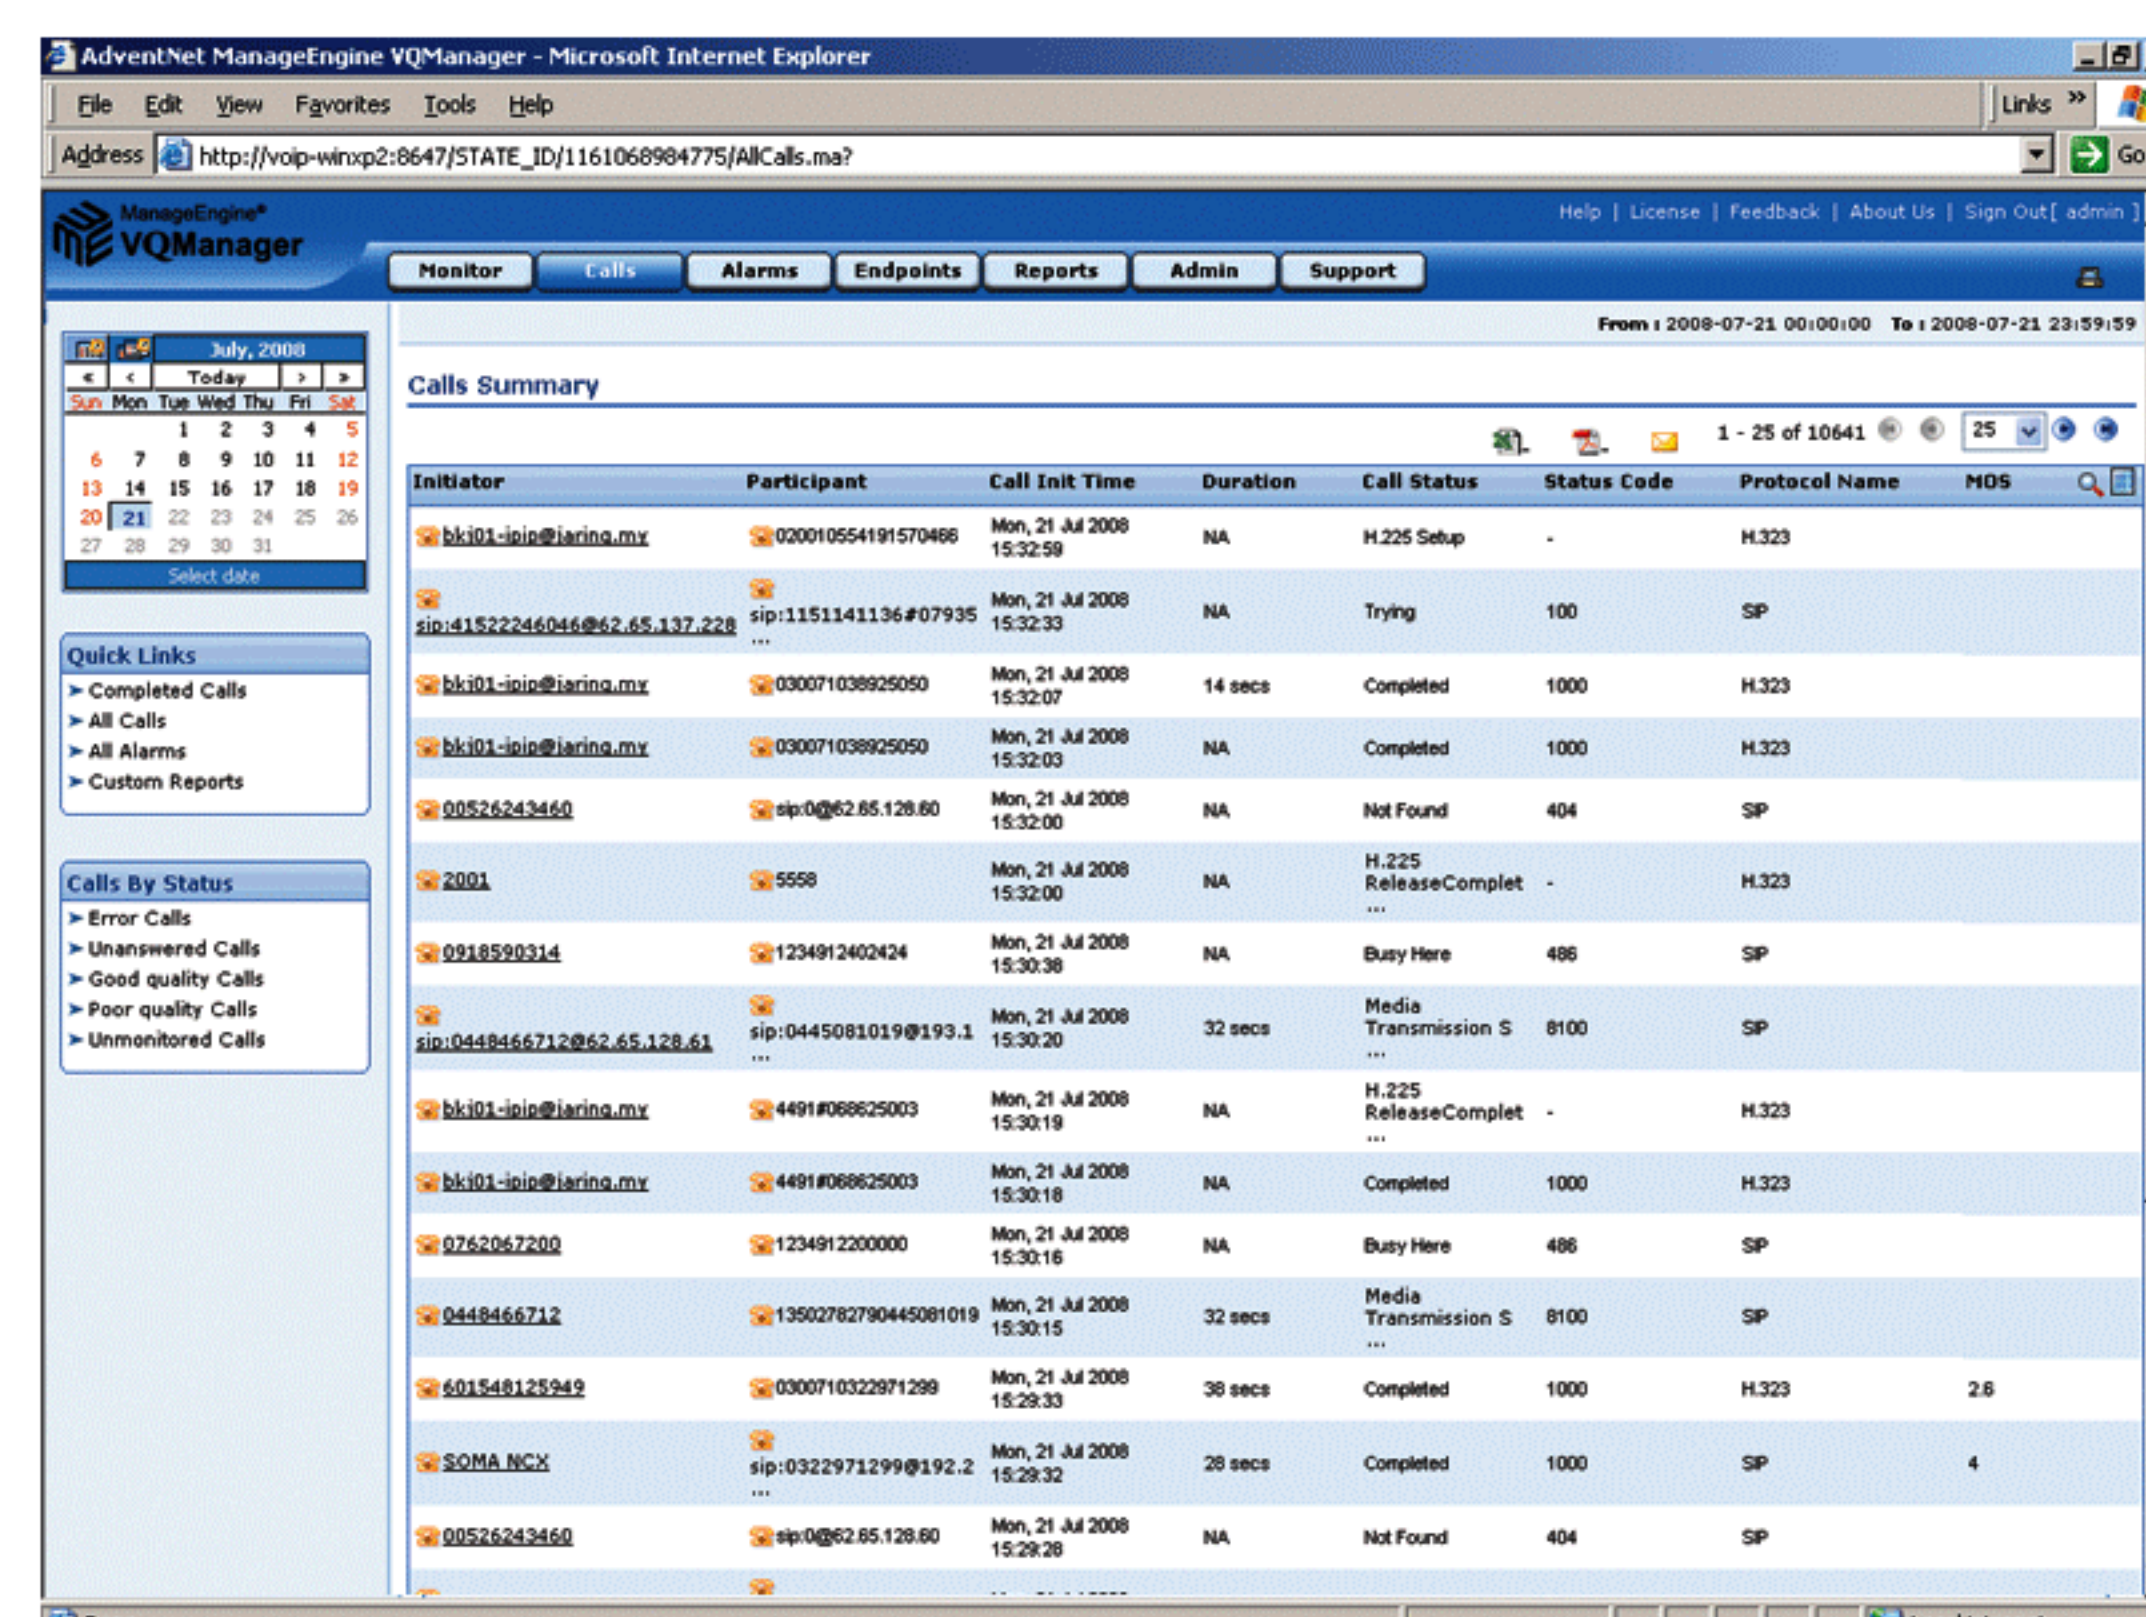 AdventNet ManageEngine VQManager - Microsoft Internet Explorer
File Edit View Favorites Tools Help Links »
Address http://voip-winxp2:8647/STATE_ID/1161068984775/AllCalls.ma? Go
ManageEngine®
VQManager
Help | License | Feedback | About Us | Sign Out[ admin ]
Monitor Calls Alarms Endpoints Reports Admin Support
From : 2008-07-21 00:00:00 To : 2008-07-21 23:59:59
July, 2008
« ‹ Today › »
Sun Mon Tue Wed Thu Fri Sat
1 2 3 4 5
6 7 8 9 10 11 12
13 14 15 16 17 18 19
20 21 22 23 24 25 26
27 28 29 30 31
Select date
Quick Links
Completed Calls
All Calls
All Alarms
Custom Reports
Calls By Status
Error Calls
Unanswered Calls
Good quality Calls
Poor quality Calls
Unmonitored Calls
Calls Summary
1 - 25 of 10641 25
Initiator Participant Call Init Time Duration Call Status Status Code Protocol Name MOS
bkj01-ipip@jaring.my 020010554191570486 Mon, 21 Jul 2008 15:32:59 NA H.225 Setup - H.323
sip:41522246046@62.65.137.228 sip:1151141136#07935 ... Mon, 21 Jul 2008 15:32:33 NA Trying 100 SIP
bkj01-ipip@jaring.my 030071038925050 Mon, 21 Jul 2008 15:32:07 14 secs Completed 1000 H.323
bkj01-ipip@jaring.my 030071038925050 Mon, 21 Jul 2008 15:32:03 NA Completed 1000 H.323
00526243460 sip:0@62.65.128.60 Mon, 21 Jul 2008 15:32:00 NA Not Found 404 SIP
2001 5558 Mon, 21 Jul 2008 15:32:00 NA H.225 ReleaseComplet ... - H.323
0918590314 1234912402424 Mon, 21 Jul 2008 15:30:38 NA Busy Here 486 SIP
sip:0448466712@62.65.128.61 sip:0445081019@193.1 ... Mon, 21 Jul 2008 15:30:20 32 secs Media Transmission S ... 8100 SIP
bkj01-ipip@jaring.my 4491#068625003 Mon, 21 Jul 2008 15:30:19 NA H.225 ReleaseComplet ... - H.323
bkj01-ipip@jaring.my 4491#068625003 Mon, 21 Jul 2008 15:30:18 NA Completed 1000 H.323
0762067200 1234912200000 Mon, 21 Jul 2008 15:30:16 NA Busy Here 486 SIP
0448466712 13502782790445081019 Mon, 21 Jul 2008 15:30:15 32 secs Media Transmission S ... 8100 SIP
601548125949 0300710322971299 Mon, 21 Jul 2008 15:29:33 38 secs Completed 1000 H.323 2.6
SOMA NCX sip:0322971299@192.2 ... Mon, 21 Jul 2008 15:29:32 28 secs Completed 1000 SIP 4
00526243460 sip:0@62.65.128.60 Mon, 21 Jul 2008 15:29:28 NA Not Found 404 SIP